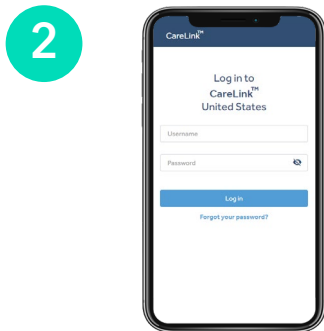 2
CareLink™
Log in to
CareLink™
United States
Username
Password
Log in
Forgot your password?